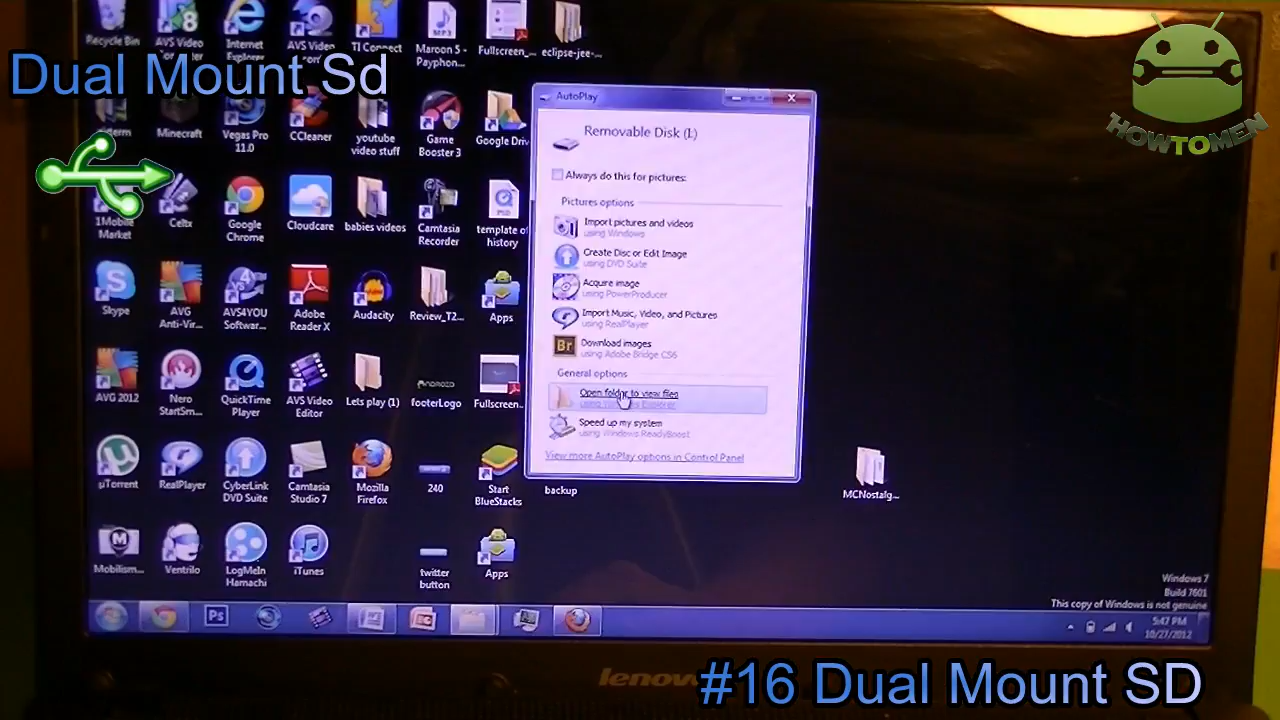 Recycle Bin
AVS Video
Internet
Explorer
AVS Video
TI Connect
Maroon 5 -
Payphon...
Fullscreen_...
eclipse-jee-...
Dual Mount Sd
Minecraft
Vegas Pro
11.0
CCleaner
youtube
video stuff
Game
Booster 3
Google Driv
1Mobile
Market
Celtx
Google
Chrome
Cloudcare
babies videos
Camtasia
Recorder
template of
history
Skype
AVG
Anti-Vir...
AVS4YOU
Softwar...
Adobe
Reader X
Audacity
Review_T2...
Apps
AVG 2012
Nero
StartSm...
QuickTime
Player
AVS Video
Editor
Lets play (1)
footerLogo
Fullscreen...
µTorrent
RealPlayer
CyberLink
DVD Suite
Camtasia
Studio 7
Mozilla
Firefox
240
Start
BlueStacks
backup
MCNostalg...
Mobilism...
Ventrilo
LogMeIn
Hamachi
iTunes
twitter
button
Apps
AutoPlay
Removable Disk (I:)
Always do this for pictures:
Pictures options
Import pictures and videos
using Windows
Create Disc or Edit Image
using DVD Suite
Acquire image
using PowerProducer
Import Music, Video, and Pictures
using RealPlayer
Br
Download images
using Adobe Bridge CS6
General options
Open folder to view files
using Windows Explorer
Speed up my system
using Windows ReadyBoost
View more AutoPlay options in Control Panel
HOWTOMEN
Windows 7
Build 7601
This copy of Windows is not genuine
Ps
5:47 PM
10/27/2012
lenovo
#16 Dual Mount SD